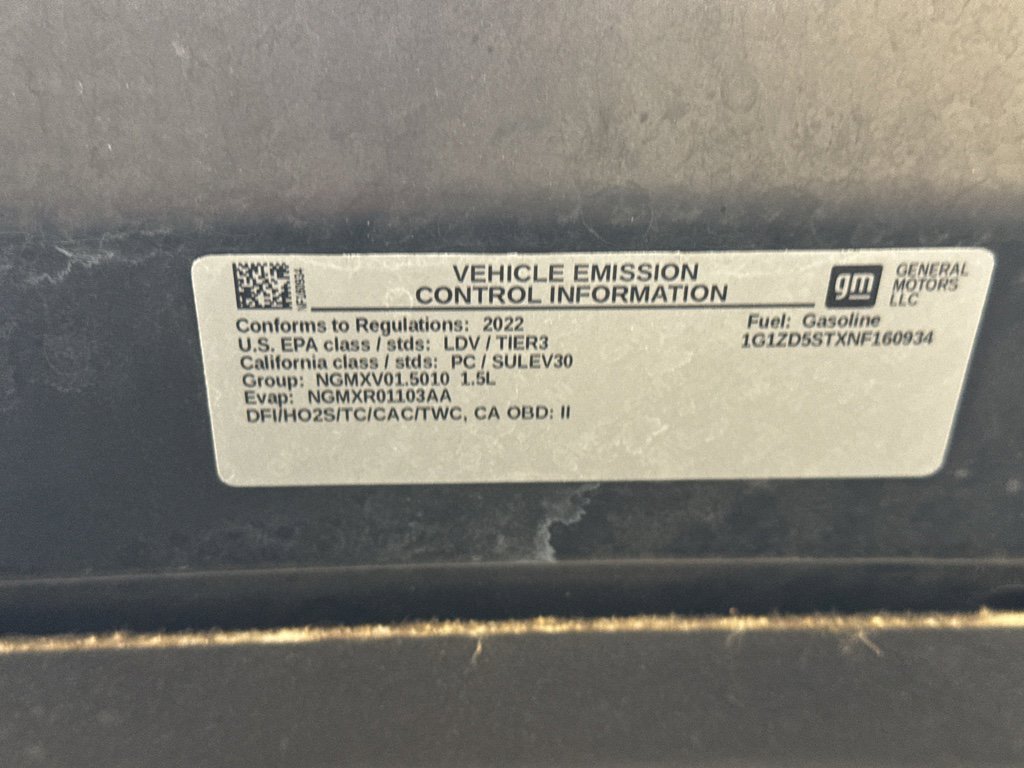 VEHICLE EMISSION
CONTROL INFORMATION
gm
GENERAL
MOTORS
LLC
NF160934
Conforms to Regulations: 2022
U.S. EPA class / stds: LDV / TIER3
California class / stds: PC / SULEV30
Group: NGMXV01.5010 1.5L
Evap: NGMXR01103AA
DFI/HO2S/TC/CAC/TWC, CA OBD: II
Fuel: Gasoline
1G1ZD5STXNF160934